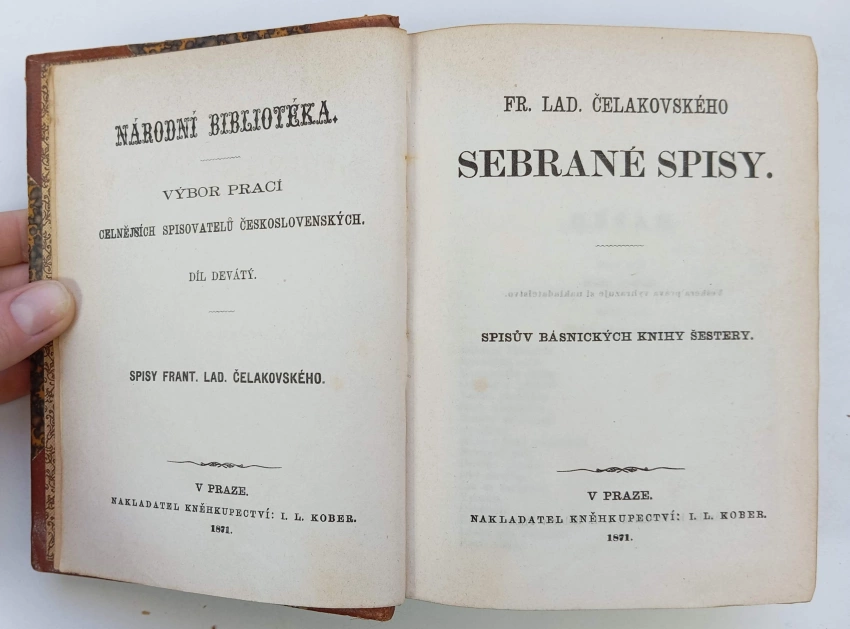 NÁRODNÍ BIBLIOTÉKA.
VÝBOR PRACÍ
CELNĚJSÍCH SPISOVATELŮ ČESKOSLOVENSKÝCH.
DÍL DEVÁTÝ.
SPISY FRANT. LAD. ČELAKOVSKÉHO.
V PRAZE.
NAKLADATEL KNĚHKUPECTVÍ: I. L. KOBER.
1871.
FR. LAD. ČELAKOVSKÉHO
SEBRANÉ SPISY.
SPISŮV BÁSNICKÝCH KNIHY ŠESTERY.
V PRAZE.
NAKLADATEL KNĚHKUPECTVÍ: I. L. KOBER.
1871.